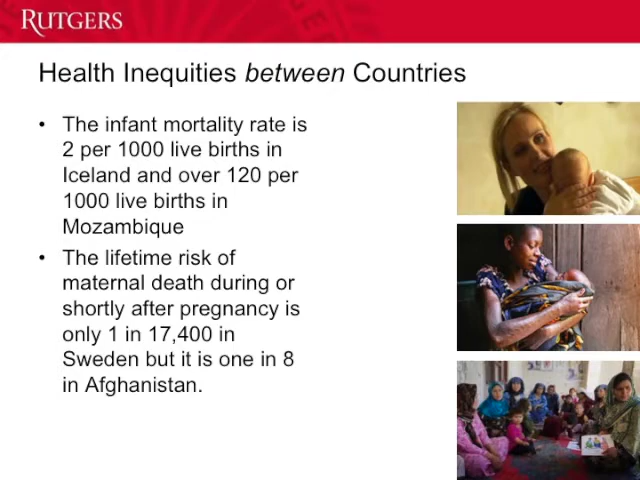 RUTGERS
Health Inequities between Countries
• The infant mortality rate is
2 per 1000 live births in
Iceland and over 120 per
1000 live births in
Mozambique
• The lifetime risk of
maternal death during or
shortly after pregnancy is
only 1 in 17,400 in
Sweden but it is one in 8
in Afghanistan.